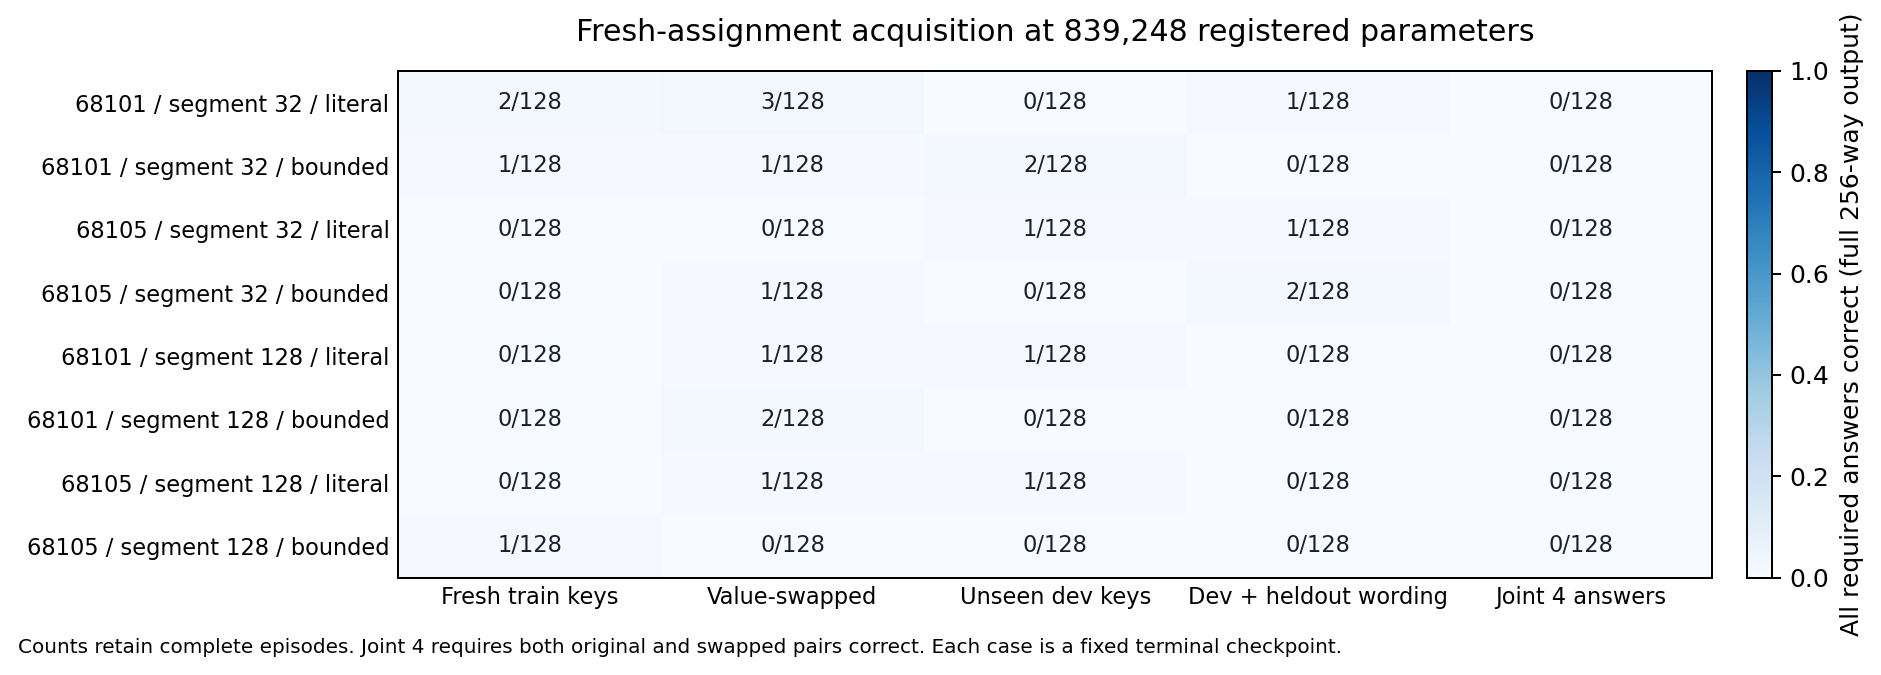 Fresh-assignment acquisition at 839,248 registered parameters
68101 / segment 32 / literal 2/128 3/128 0/128 1/128 0/128
68101 / segment 32 / bounded 1/128 1/128 2/128 0/128 0/128
68105 / segment 32 / literal 0/128 0/128 1/128 1/128 0/128
68105 / segment 32 / bounded 0/128 1/128 0/128 2/128 0/128
68101 / segment 128 / literal 0/128 1/128 1/128 0/128 0/128
68101 / segment 128 / bounded 0/128 2/128 0/128 0/128 0/128
68105 / segment 128 / literal 0/128 1/128 1/128 0/128 0/128
68105 / segment 128 / bounded 1/128 0/128 0/128 0/128 0/128
Fresh train keys Value-swapped Unseen dev keys Dev + heldout wording Joint 4 answers
1.0
0.8
0.6
0.4
0.2
0.0
All required answers correct (full 256-way output)
Counts retain complete episodes. Joint 4 requires both original and swapped pairs correct. Each case is a fixed terminal checkpoint.